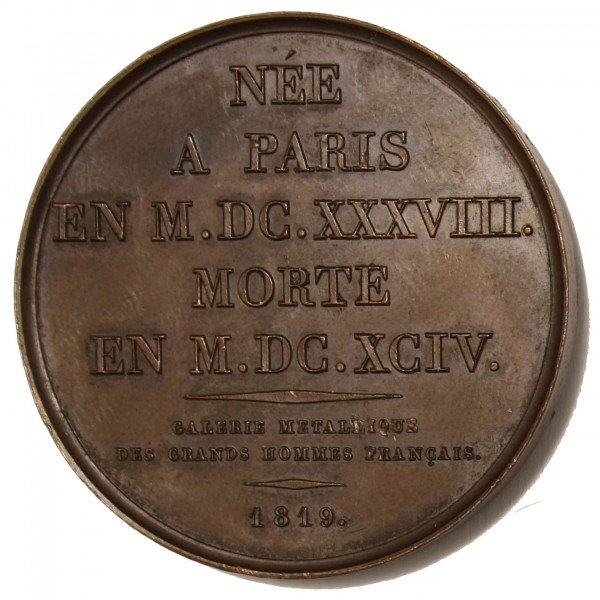 NÉE
A PARIS
EN M.DC.XXXVIII.
MORTE
EN M.DC.XCIV.
GALERIE METALLIQUE
DES GRANDS HOMMES FRANÇAIS.
1819.